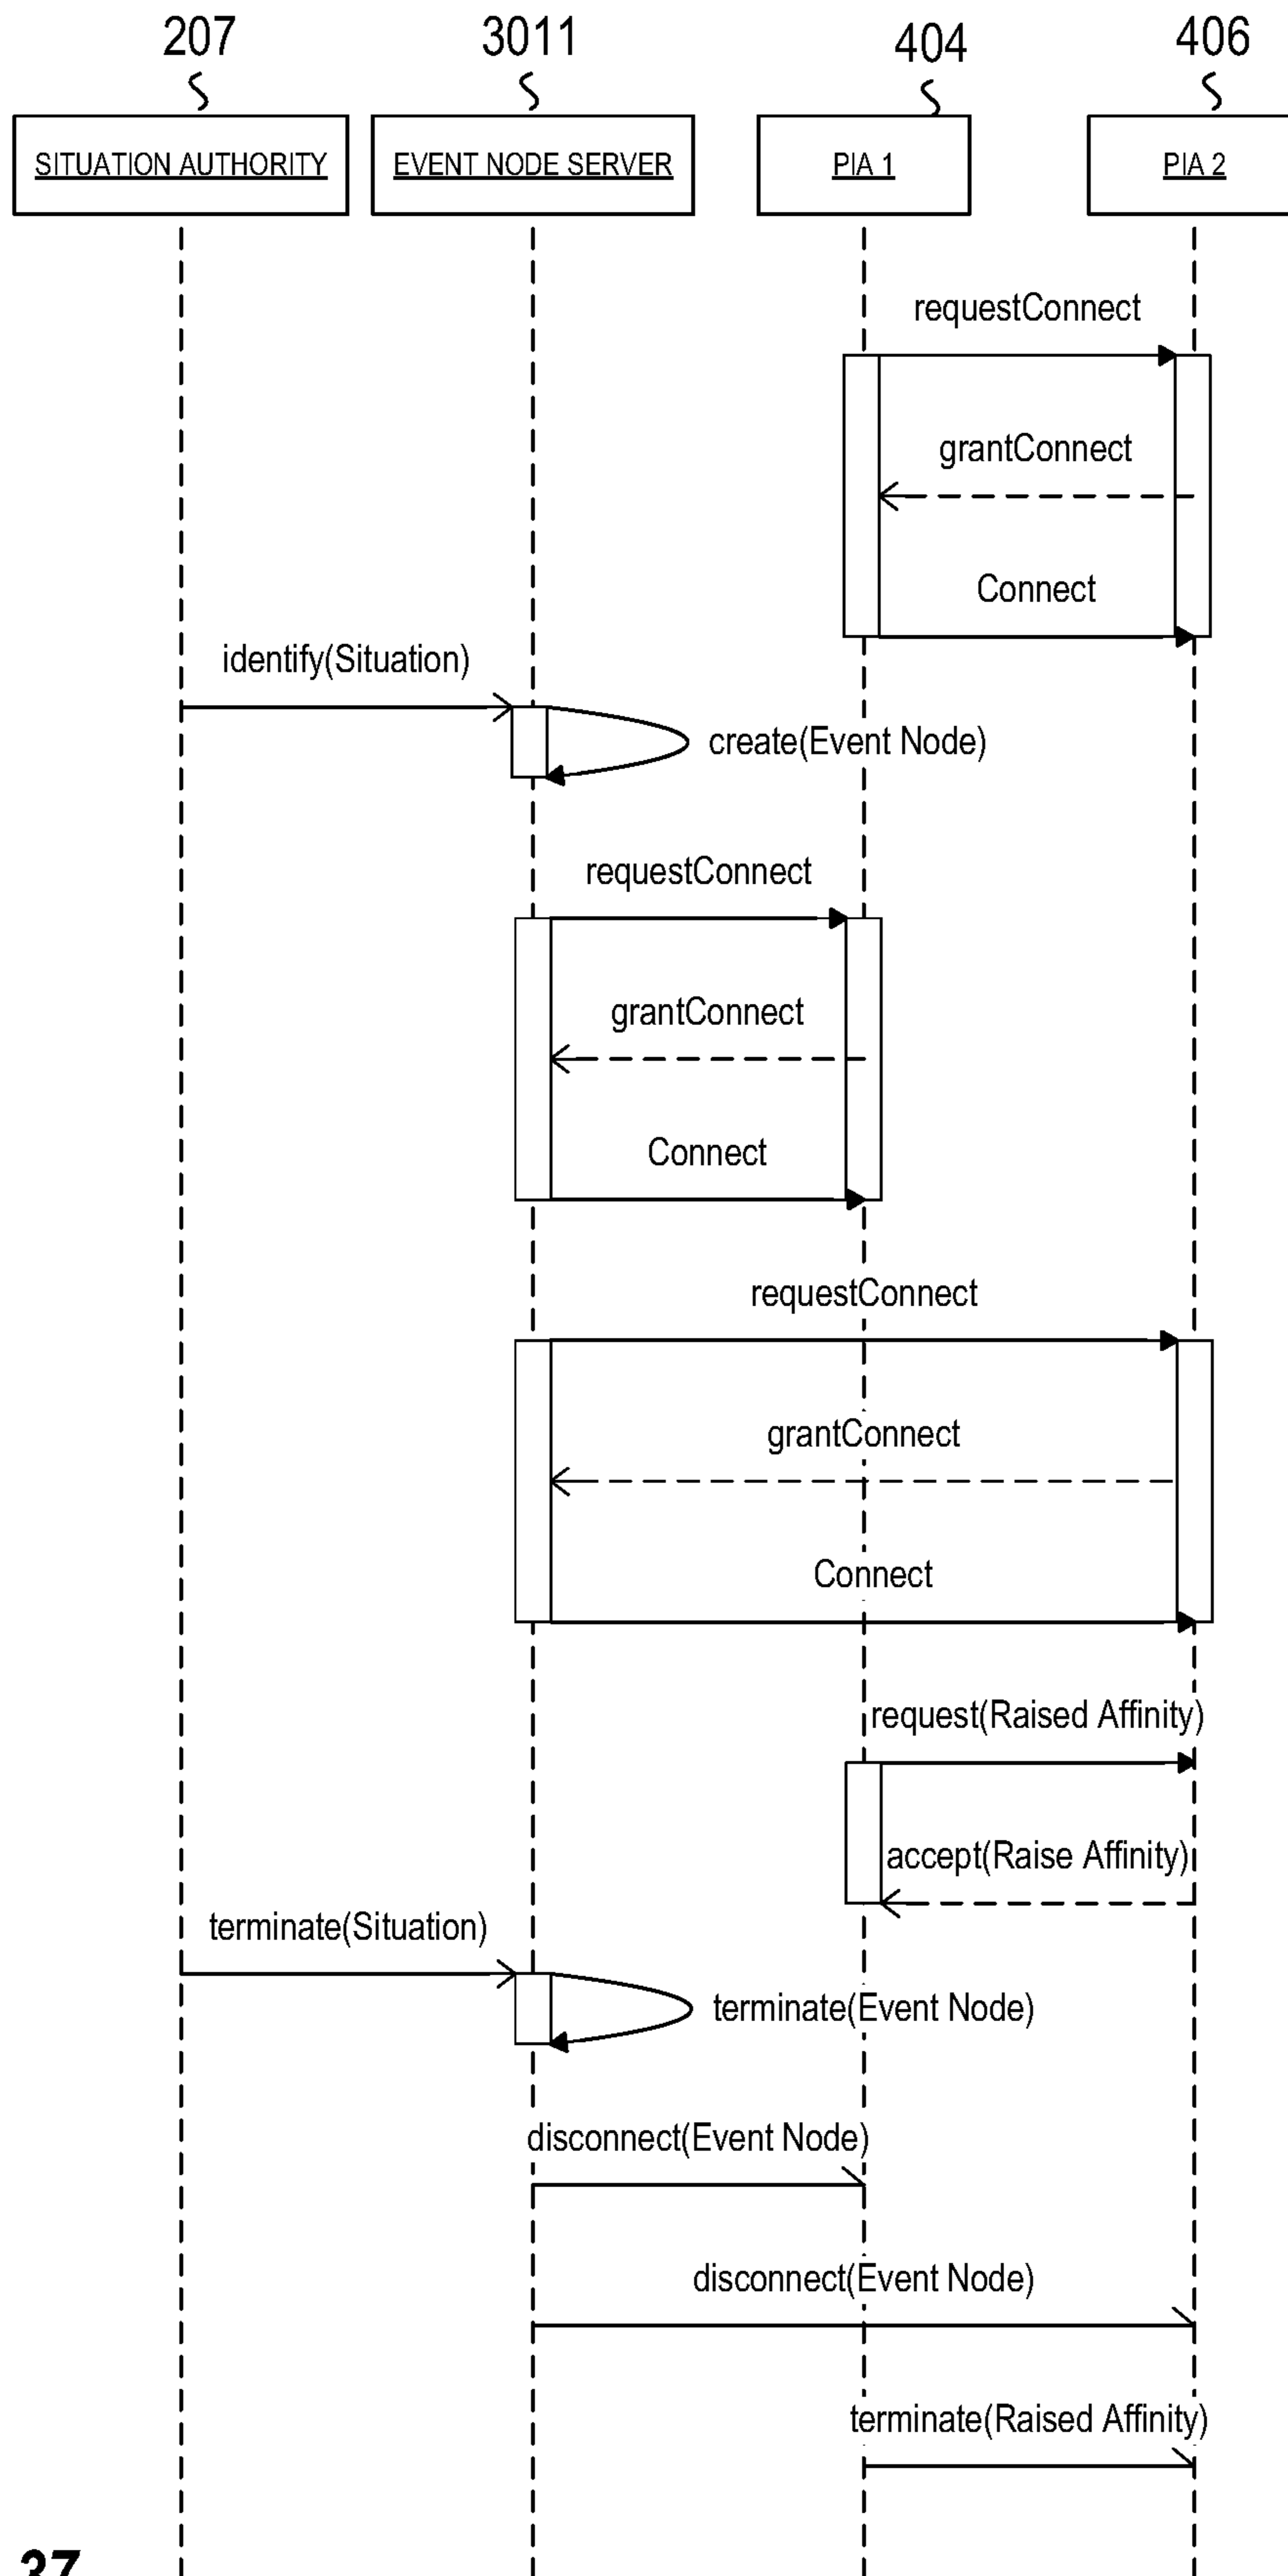 207
3011
404
406
SITUATION AUTHORITY
EVENT NODE SERVER
PIA 1
PIA 2
requestConnect
grantConnect
Connect
identify(Situation)
create(Event Node)
requestConnect
grantConnect
Connect
requestConnect
grantConnect
Connect
request(Raised Affinity)
accept(Raise Affinity)
terminate(Situation)
terminate(Event Node)
disconnect(Event Node)
disconnect(Event Node)
terminate(Raised Affinity)
37